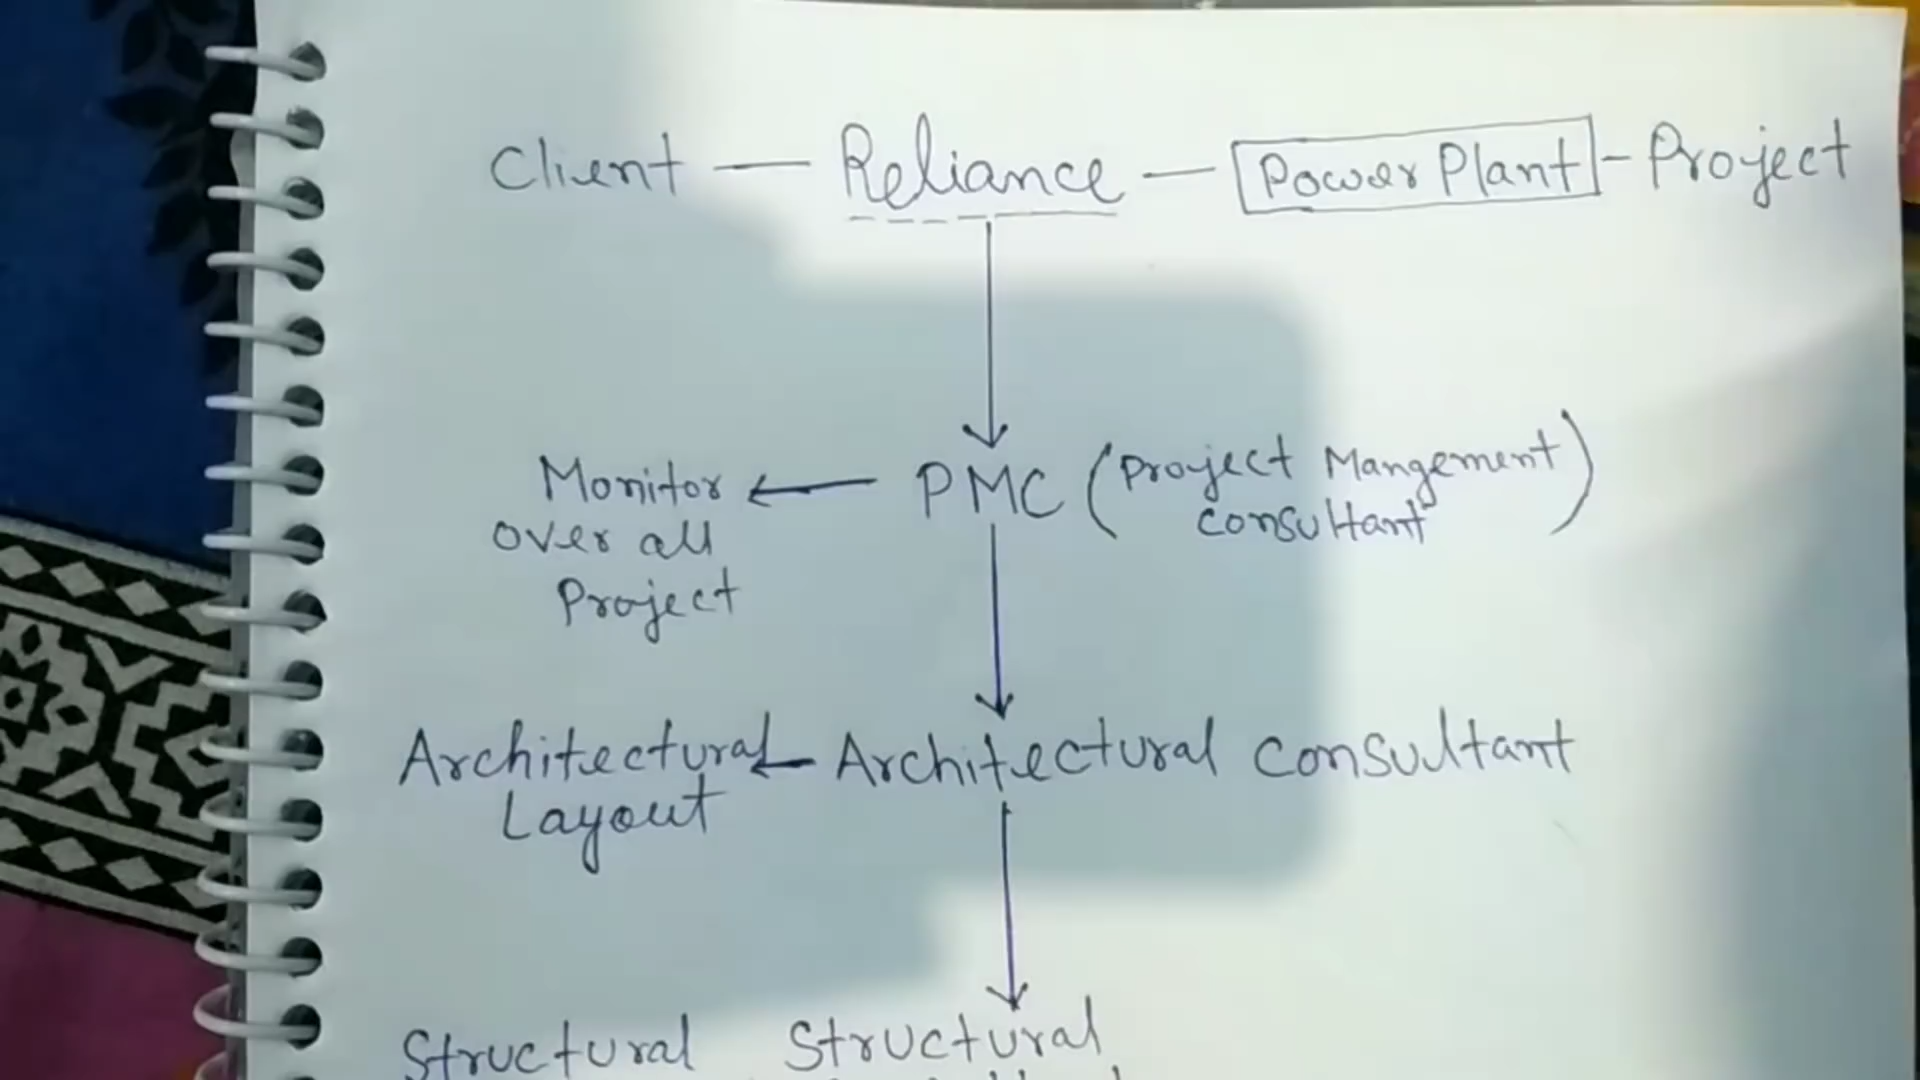 Client — Reliance — Power Plant - Project
Monitor ← PMC (Project Mangement
over all consultant)
Project
Architectural ← Architectural consultant
Layout
Structural Structural